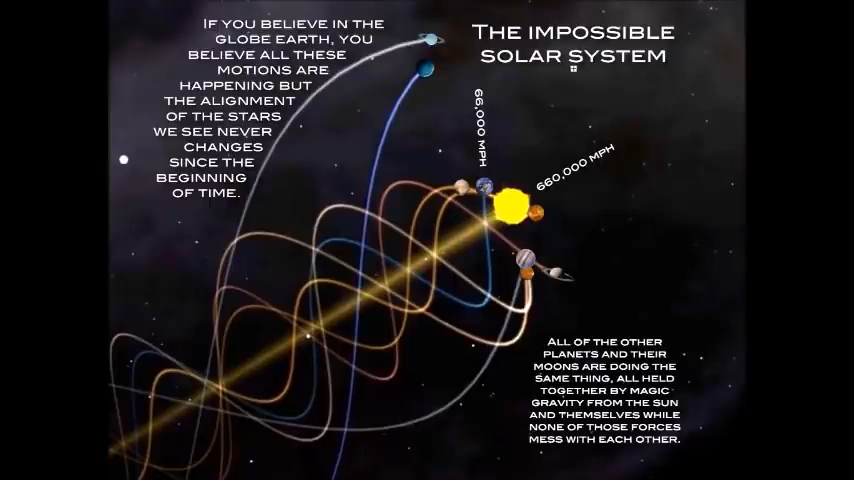 IF YOU BELIEVE IN THE
GLOBE EARTH, YOU
BELIEVE ALL THESE
MOTIONS ARE
HAPPENING BUT
THE ALIGNMENT
OF THE STARS
WE SEE NEVER
CHANGES
SINCE THE
BEGINNING
OF TIME.
THE IMPOSSIBLE
SOLAR SYSTEM
66,000 MPH
660,000 MPH
ALL OF THE OTHER
PLANETS AND THEIR
MOONS ARE DOING THE
SAME THING, ALL HELD
TOGETHER BY MAGIC
GRAVITY FROM THE SUN
AND THEMSELVES WHILE
NONE OF THOSE FORCES
MESS WITH EACH OTHER.